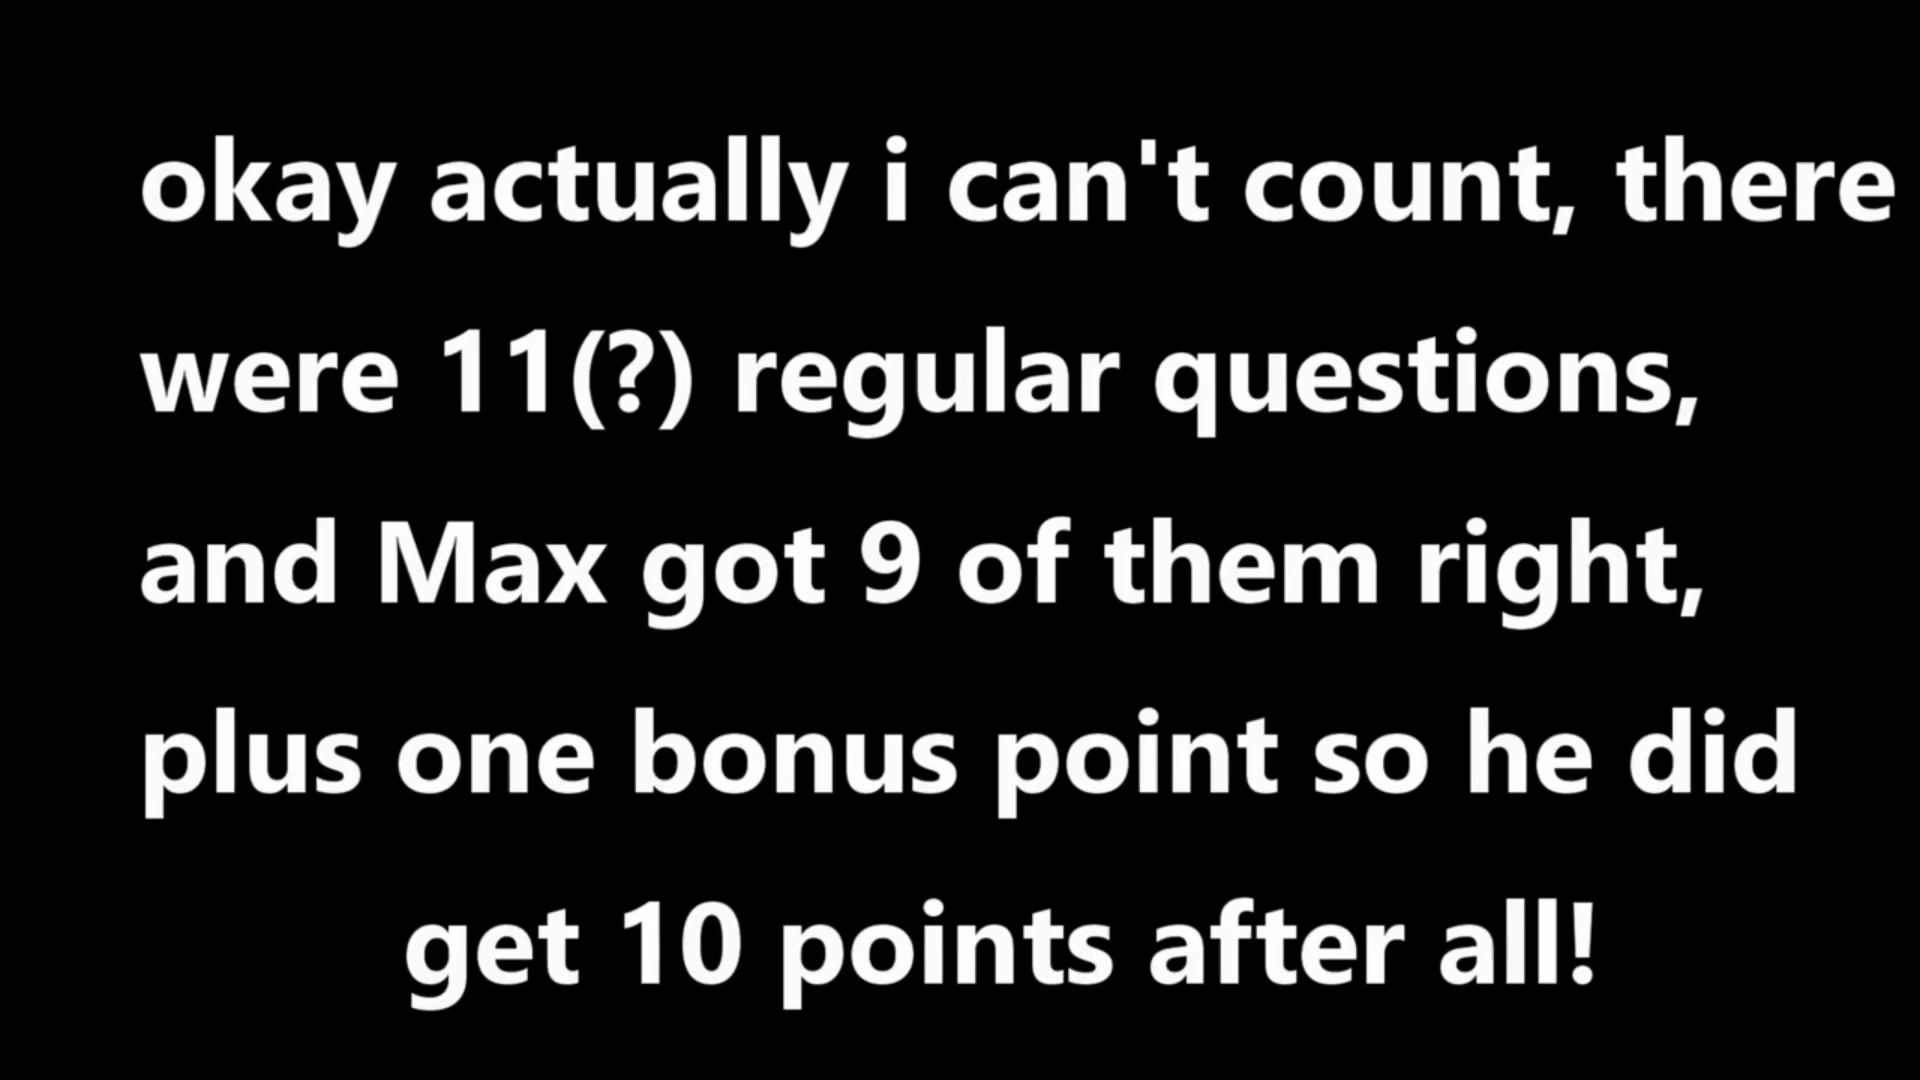 okay actually i can't count, there
were 11(?) regular questions,
and Max got 9 of them right,
plus one bonus point so he did
get 10 points after all!